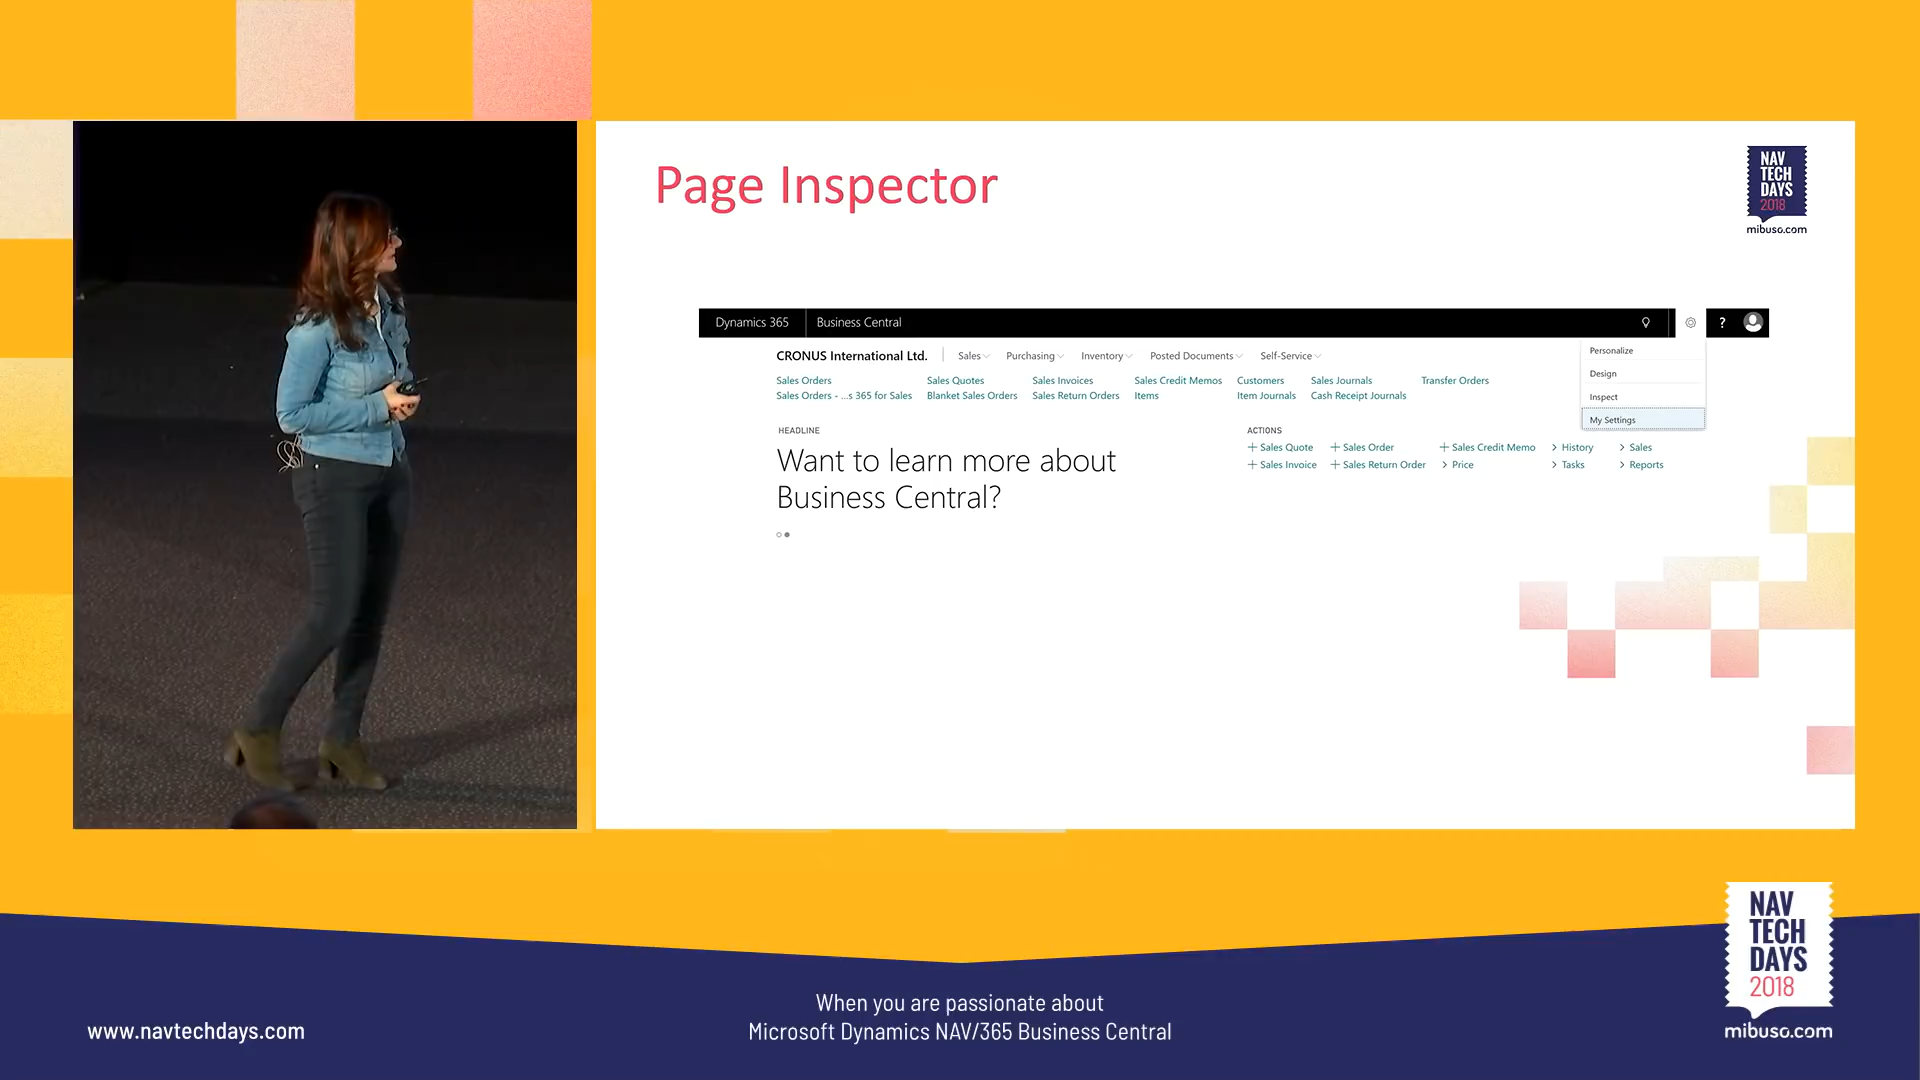 Page Inspector
NAV
TECH
DAYS
2018
mibuso.com
Dynamics 365
Business Central
?
CRONUS International Ltd.
Sales
Purchasing
Inventory
Posted Documents
Self-Service
Personalize
Design
Inspect
My Settings
Sales Orders
Sales Quotes
Sales Invoices
Sales Credit Memos
Customers
Sales Journals
Transfer Orders
Sales Orders - ...s 365 for Sales
Blanket Sales Orders
Sales Return Orders
Items
Item Journals
Cash Receipt Journals
HEADLINE
Want to learn more about
Business Central?
ACTIONS
+ Sales Quote
+ Sales Order
+ Sales Credit Memo
> History
> Sales
+ Sales Invoice
+ Sales Return Order
> Price
> Tasks
> Reports
www.navtechdays.com
When you are passionate about
Microsoft Dynamics NAV/365 Business Central
NAV
TECH
DAYS
2018
mibuso.com